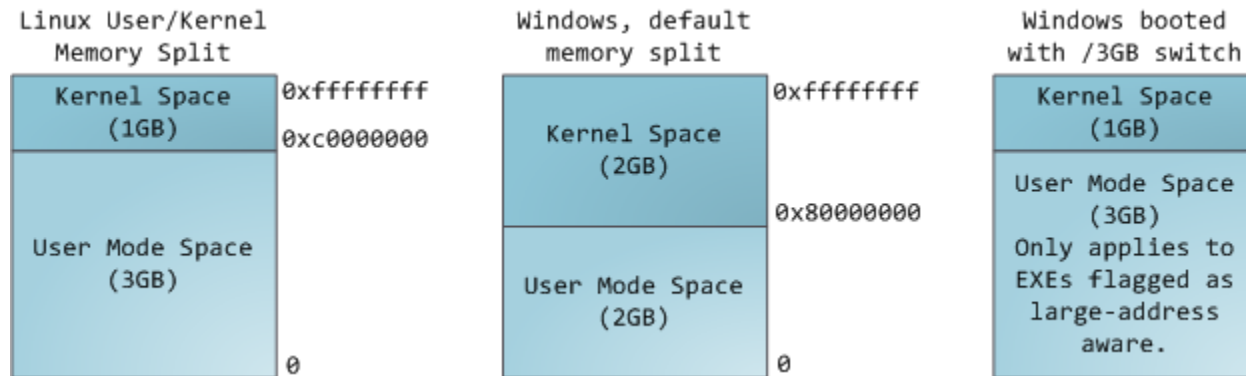 Linux User/Kernel
Memory Split
Kernel Space
(1GB)
0xffffffff
0xc0000000
User Mode Space
(3GB)
0
Windows, default
memory split
0xffffffff
Kernel Space
(2GB)
0x80000000
User Mode Space
(2GB)
0
Windows booted
with /3GB switch
Kernel Space
(1GB)
User Mode Space
(3GB)
Only applies to
EXEs flagged as
large-address
aware.